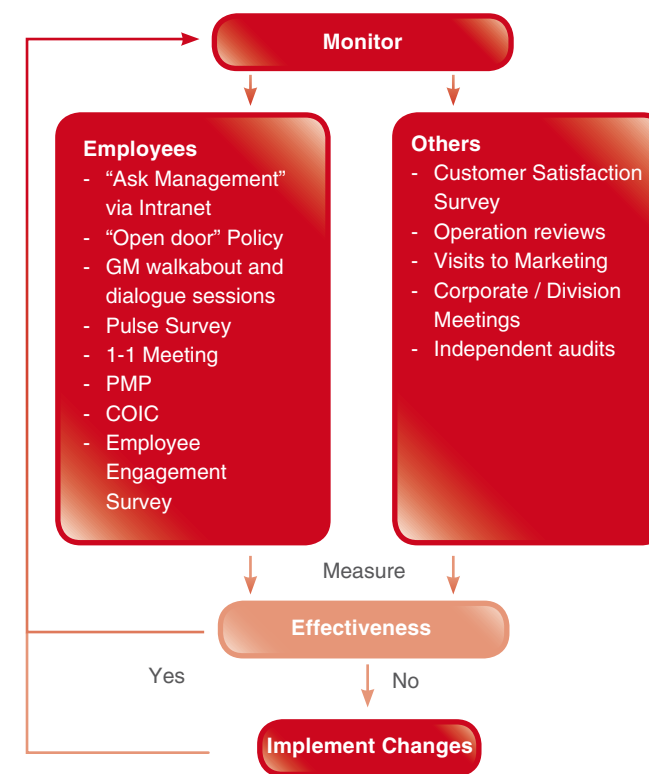 Monitor
Employees
- “Ask Management”
via Intranet
- “Open door” Policy
- GM walkabout and
dialogue sessions
- Pulse Survey
- 1-1 Meeting
- PMP
- COIC
- Employee
Engagement
Survey
Others
- Customer Satisfaction
Survey
- Operation reviews
- Visits to Marketing
- Corporate / Division
Meetings
- Independent audits
Measure
Effectiveness
Yes
No
Implement Changes